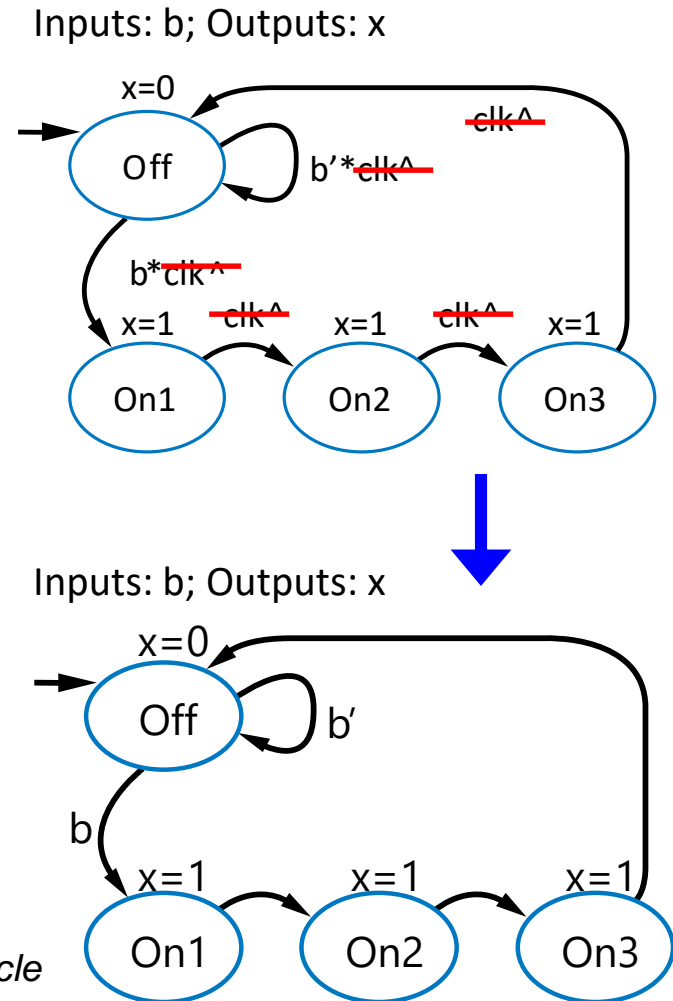 Inputs: b; Outputs: x
x=0
clk^
Off
b'*clk^
b*clk^
x=1
clk^
x=1
clk^
x=1
On1
On2
On3
Inputs: b; Outputs: x
x=0
Off
b'
b
x=1
x=1
x=1
On1
On2
On3
cle